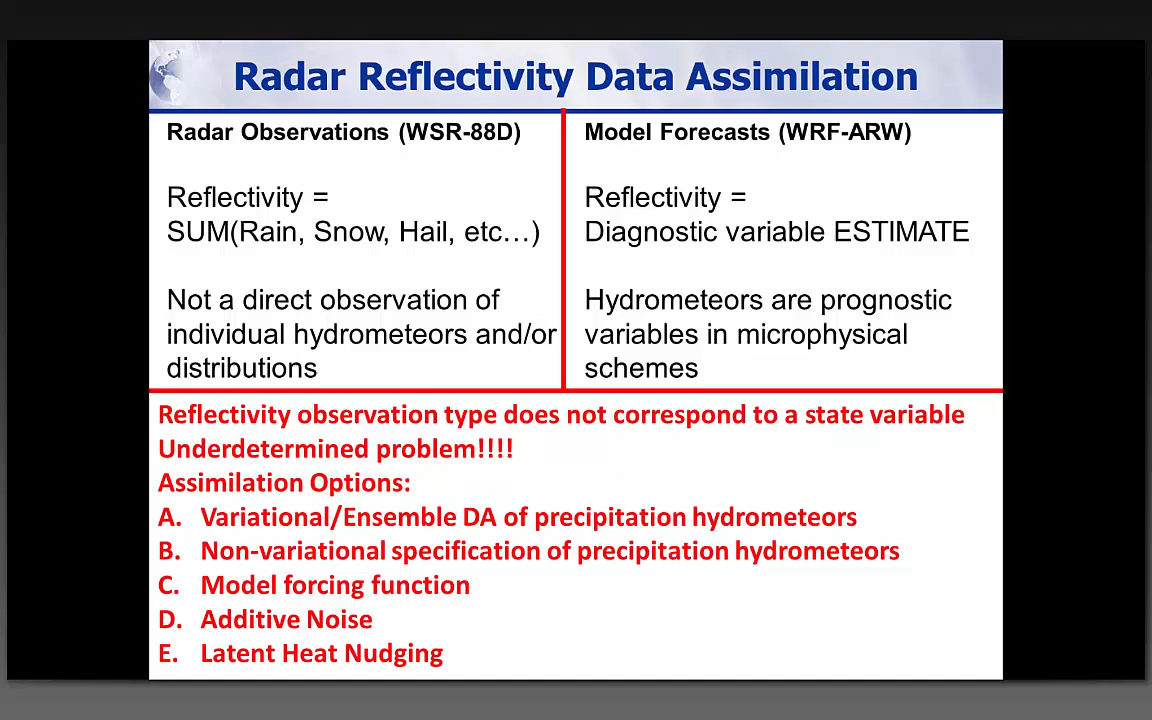 Radar Reflectivity Data Assimilation
Radar Observations (WSR-88D)
Reflectivity =
SUM(Rain, Snow, Hail, etc…)
Not a direct observation of
individual hydrometeors and/or
distributions
Model Forecasts (WRF-ARW)
Reflectivity =
Diagnostic variable ESTIMATE
Hydrometeors are prognostic
variables in microphysical
schemes
Reflectivity observation type does not correspond to a state variable
Underdetermined problem!!!!
Assimilation Options:
A. Variational/Ensemble DA of precipitation hydrometeors
B. Non-variational specification of precipitation hydrometeors
C. Model forcing function
D. Additive Noise
E. Latent Heat Nudging